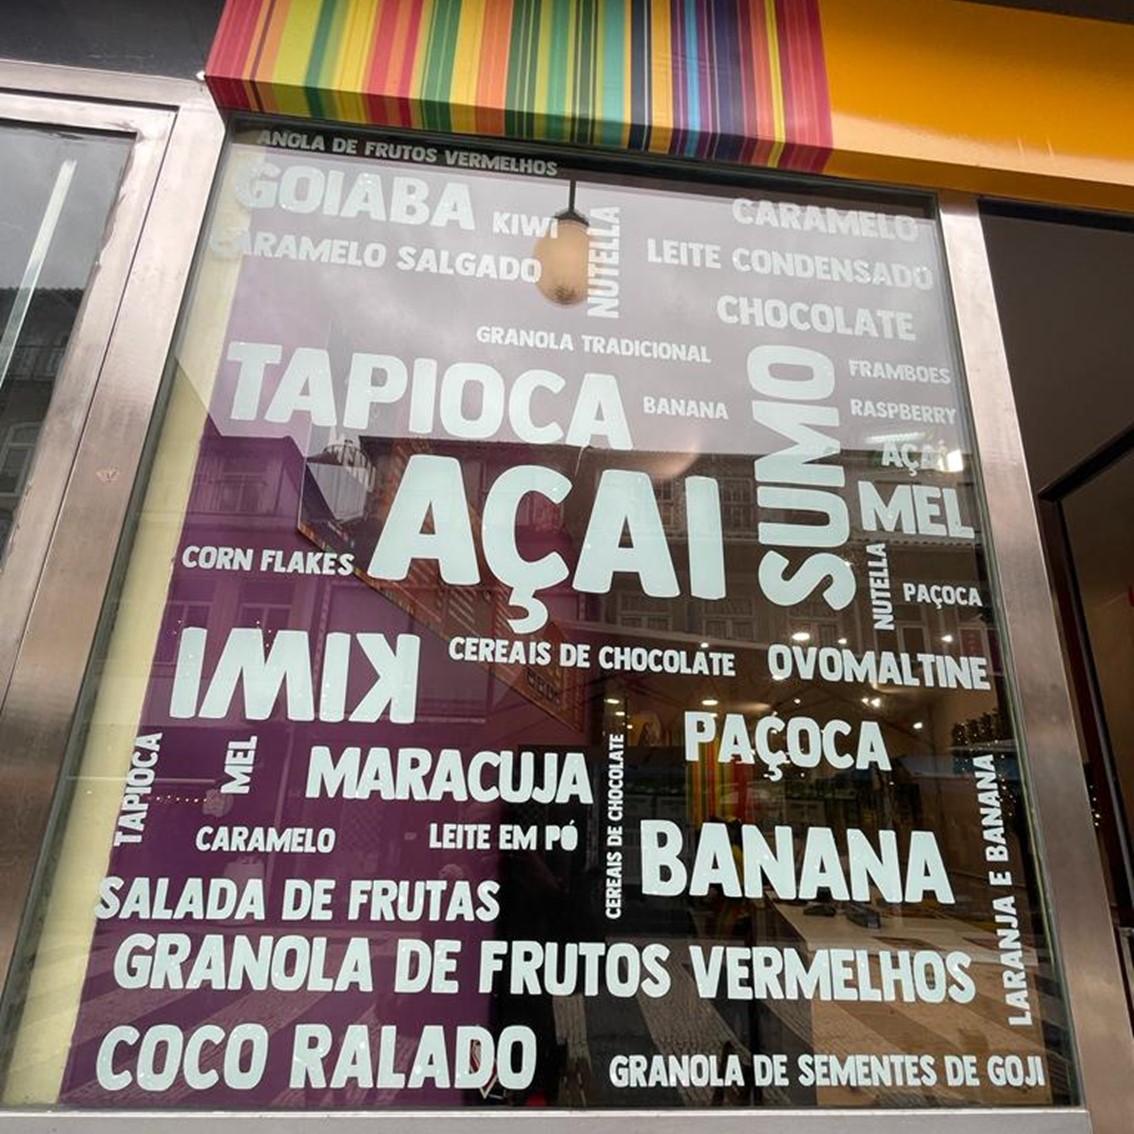 ANOLA DE FRUTOS VERMELHOS
GOIABA
KIWI
NUTELLA
CARAMELO
CARAMELO SALGADO
LEITE CONDENSADO
CHOCOLATE
GRANOLA TRADICIONAL
TAPIOCA
BANANA
SUMO
FRAMBOES
RASPBERRY
AÇAI
AÇAI
MEL
CORN FLAKES
NUTELLA
PAÇOCA
KIWI
CEREAIS DE CHOCOLATE
OVOMALTINE
PAÇOCA
TAPIOCA
MEL
MARACUJA
CEREAIS DE CHOCOLATE
CARAMELO
LEITE EM PÓ
BANANA
LARANJA E BANANA
SALADA DE FRUTAS
GRANOLA DE FRUTOS VERMELHOS
COCO RALADO
GRANOLA DE SEMENTES DE GOJI